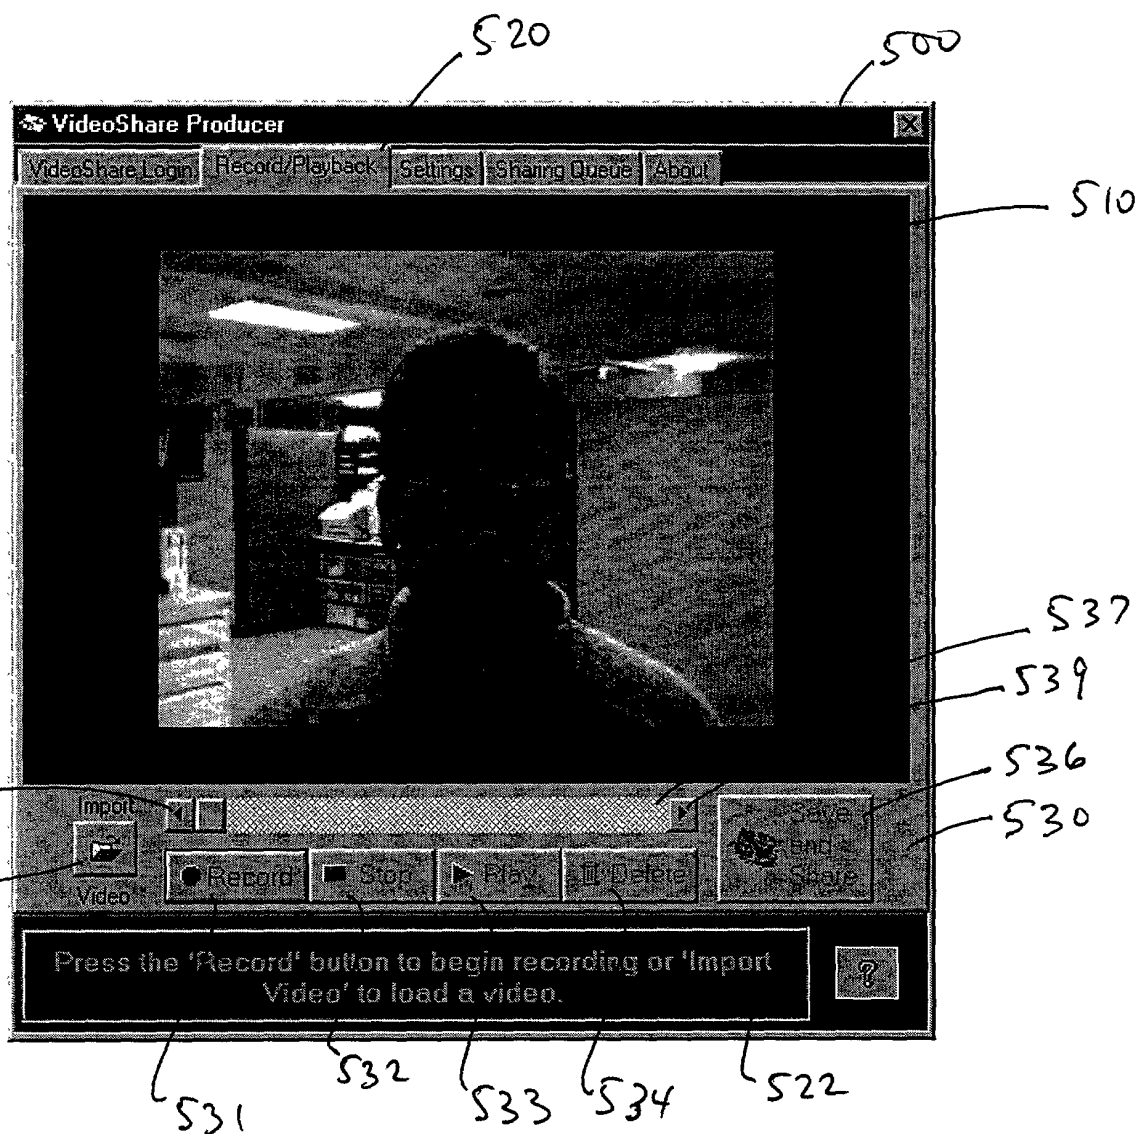 520
500
VideoShare Producer
VideoShare Login Record/Playback Settings Sharing Queue About
510
537
539
536
530
Import
Video
Save
and
Share
Record Stop Play Delete
Press the 'Record' button to begin recording or 'Import
Video' to load a video.
?
531
532
533
534
522